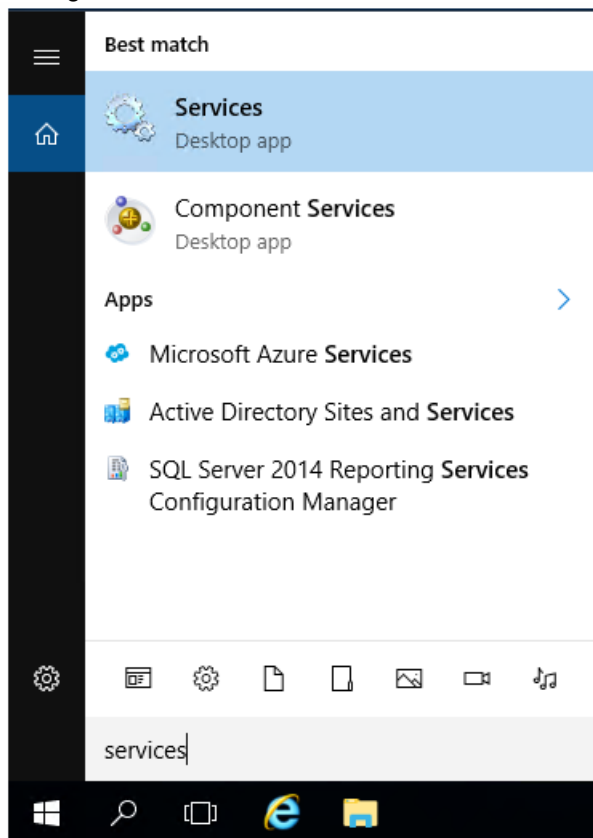 Best match
Services
Desktop app
Component Services
Desktop app
Apps
Microsoft Azure Services
Active Directory Sites and Services
SQL Server 2014 Reporting Services
Configuration Manager
services